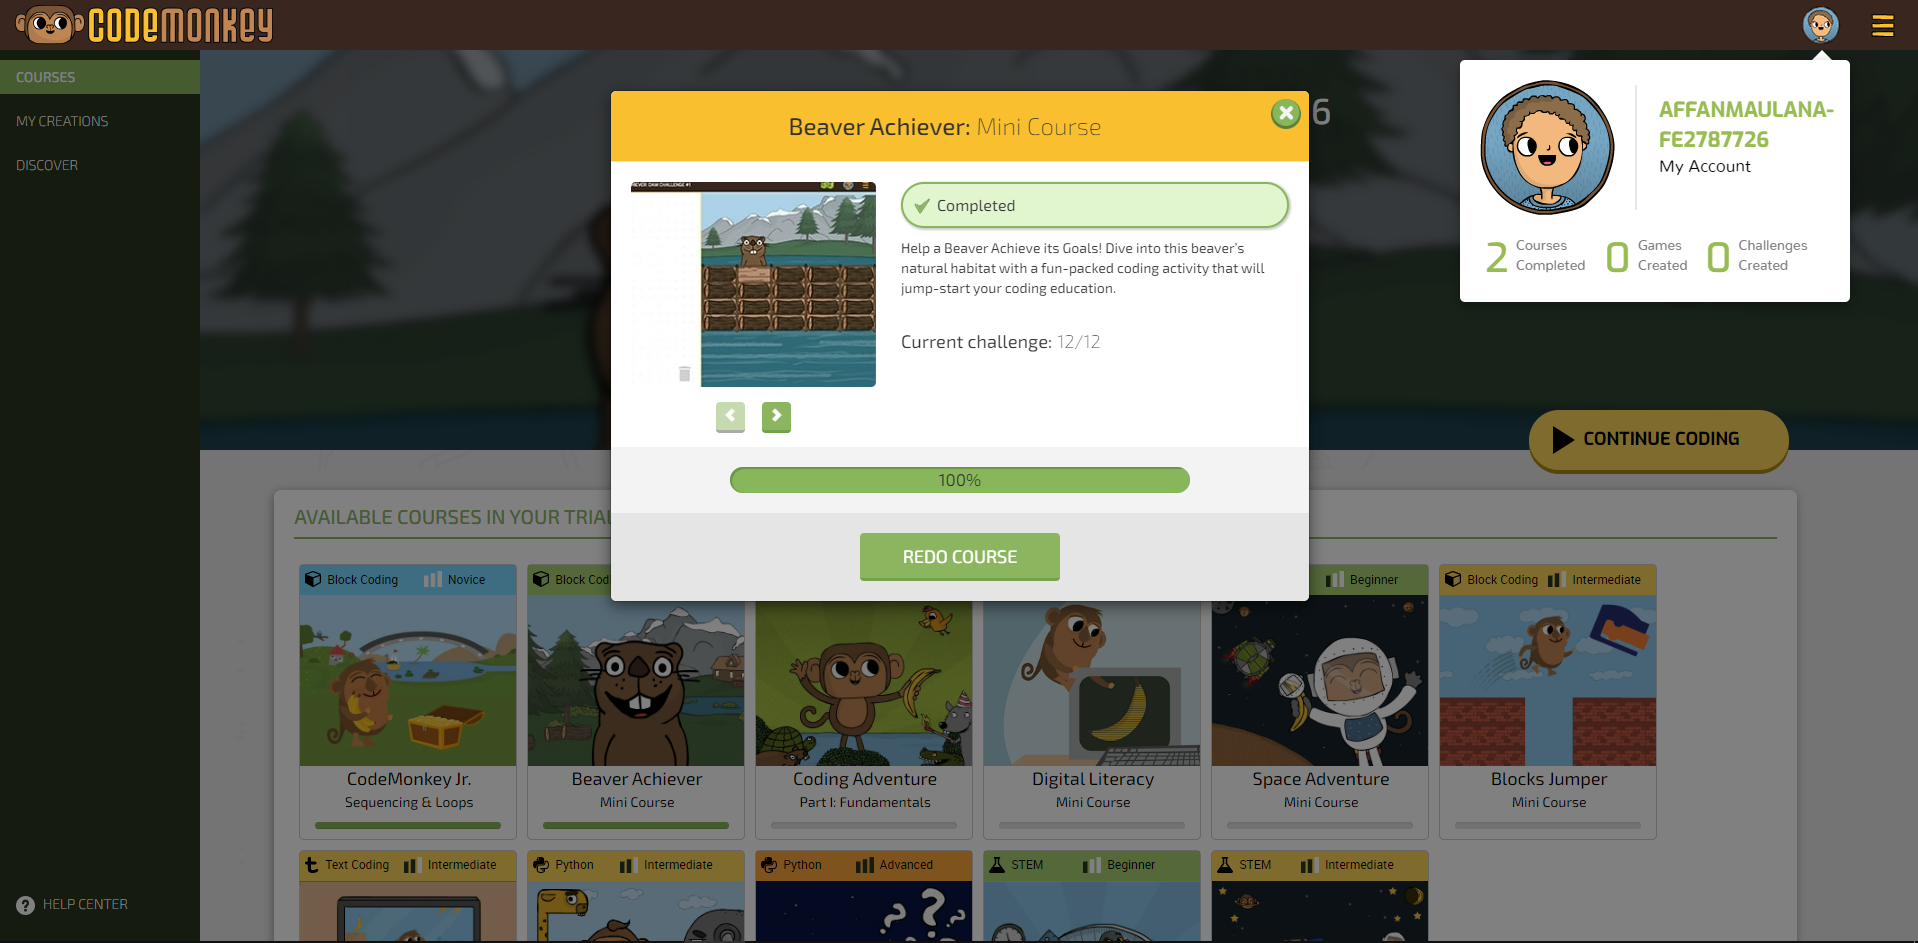 CODEMONKEY
COURSES
MY CREATIONS
DISCOVER
HELP CENTER
6
Beaver Achiever: Mini Course
Completed
Help a Beaver Achieve its Goals! Dive into this beaver's
natural habitat with a fun-packed coding activity that will
jump-start your coding education.
Current challenge: 12/12
100%
REDO COURSE
AFFANMAULANA-
FE2787726
My Account
2 Courses Completed
0 Games Created
0 Challenges Created
CONTINUE CODING
AVAILABLE COURSES IN YOUR TRIAL
Block Coding Novice
CodeMonkey Jr.
Sequencing & Loops
Block Cod
Beaver Achiever
Mini Course
Coding Adventure
Part I: Fundamentals
Digital Literacy
Mini Course
Beginner
Space Adventure
Mini Course
Block Coding Intermediate
Blocks Jumper
Mini Course
Text Coding Intermediate
Python Intermediate
Python Advanced
STEM Beginner
STEM Intermediate